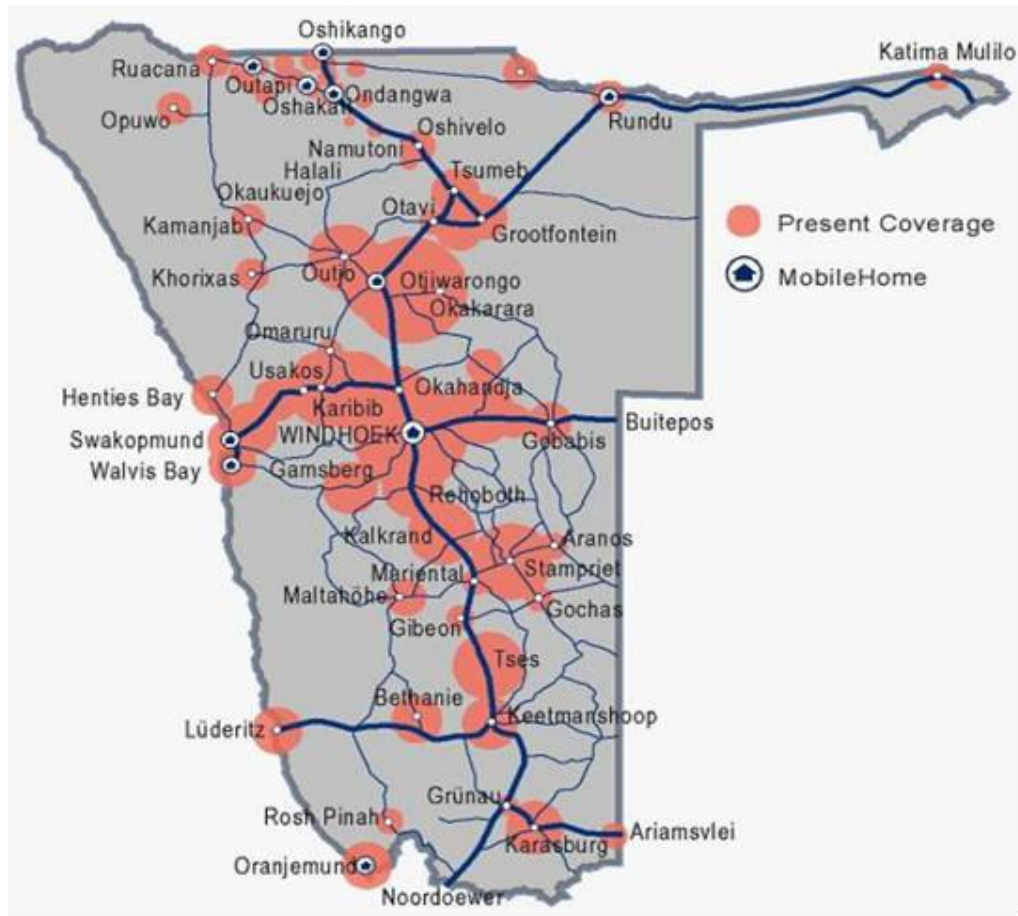 Oshikango
Katima Mulilo
Ruacana
Outapi
Oshakati
Ondangwa
Opuwo
Rundu
Oshivelo
Namutoni
Halali
Tsumeb
Okaukuejo
Otavi
Kamanjab
Grootfontein
Present Coverage
Khorixas
Outjo
Otjiwarongo
MobileHome
Okakarara
Omaruru
Usakos
Okahandja
Henties Bay
Karibib
Buitepos
Swakopmund
WINDHOEK
Gobabis
Walvis Bay
Gamsberg
Rehoboth
Kalkrand
Aranos
Stampriet
Mariental
Maltahöhe
Gochas
Gibeon
Tses
Bethanie
Keetmanshoop
Lüderitz
Grünau
Rosh Pinah
Ariamsvlei
Karasburg
Oranjemund
Noordoewer